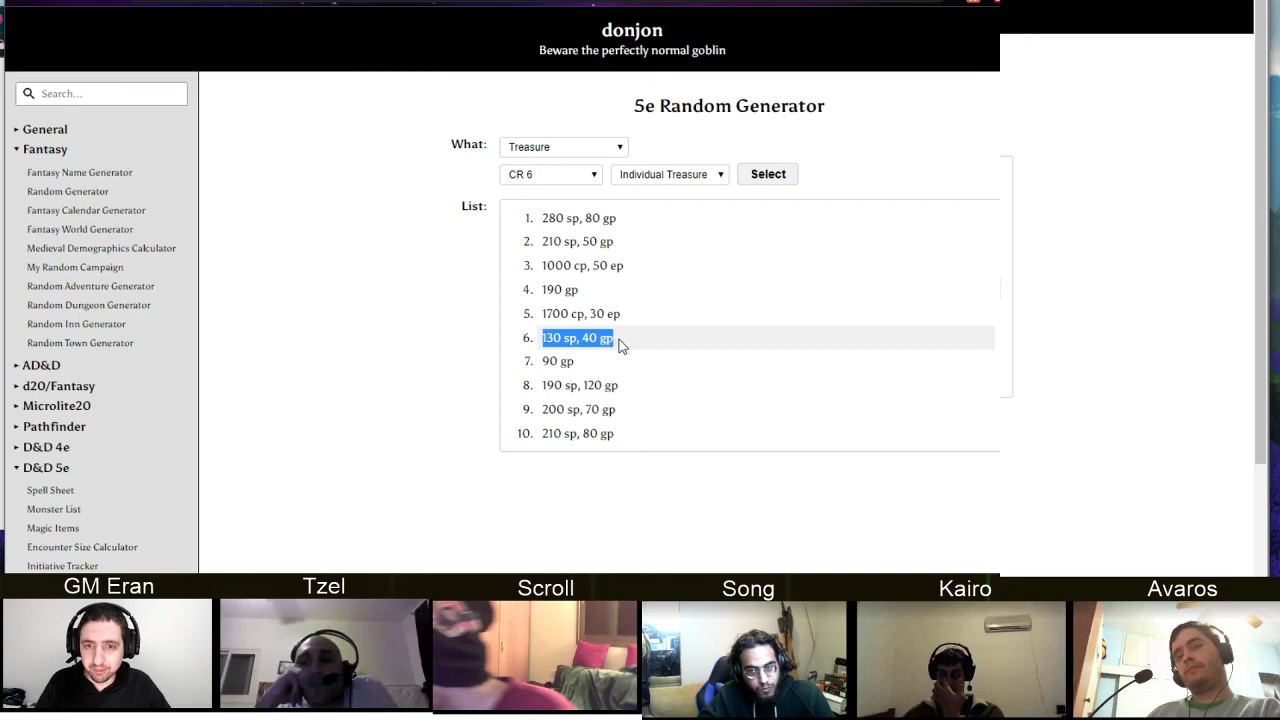 donjon
Beware the perfectly normal goblin
Search...
General
Fantasy
Fantasy Name Generator
Random Generator
Fantasy Calendar Generator
Fantasy World Generator
Medieval Demographics Calculator
My Random Campaign
Random Adventure Generator
Random Dungeon Generator
Random Inn Generator
Random Town Generator
AD&D
d20/Fantasy
Microlite20
Pathfinder
D&D 4e
D&D 5e
Spell Sheet
Monster List
Magic Items
Encounter Size Calculator
Initiative Tracker
5e Random Generator
What: Treasure
CR 6 Individual Treasure Select
List:
1. 280 sp, 80 gp
2. 210 sp, 50 gp
3. 1000 cp, 50 ep
4. 190 gp
5. 1700 cp, 30 ep
6. 130 sp, 40 gp
7. 90 gp
8. 190 sp, 120 gp
9. 200 sp, 70 gp
10. 210 sp, 80 gp
GM Eran Tzel Scroll Song Kairo Avaros